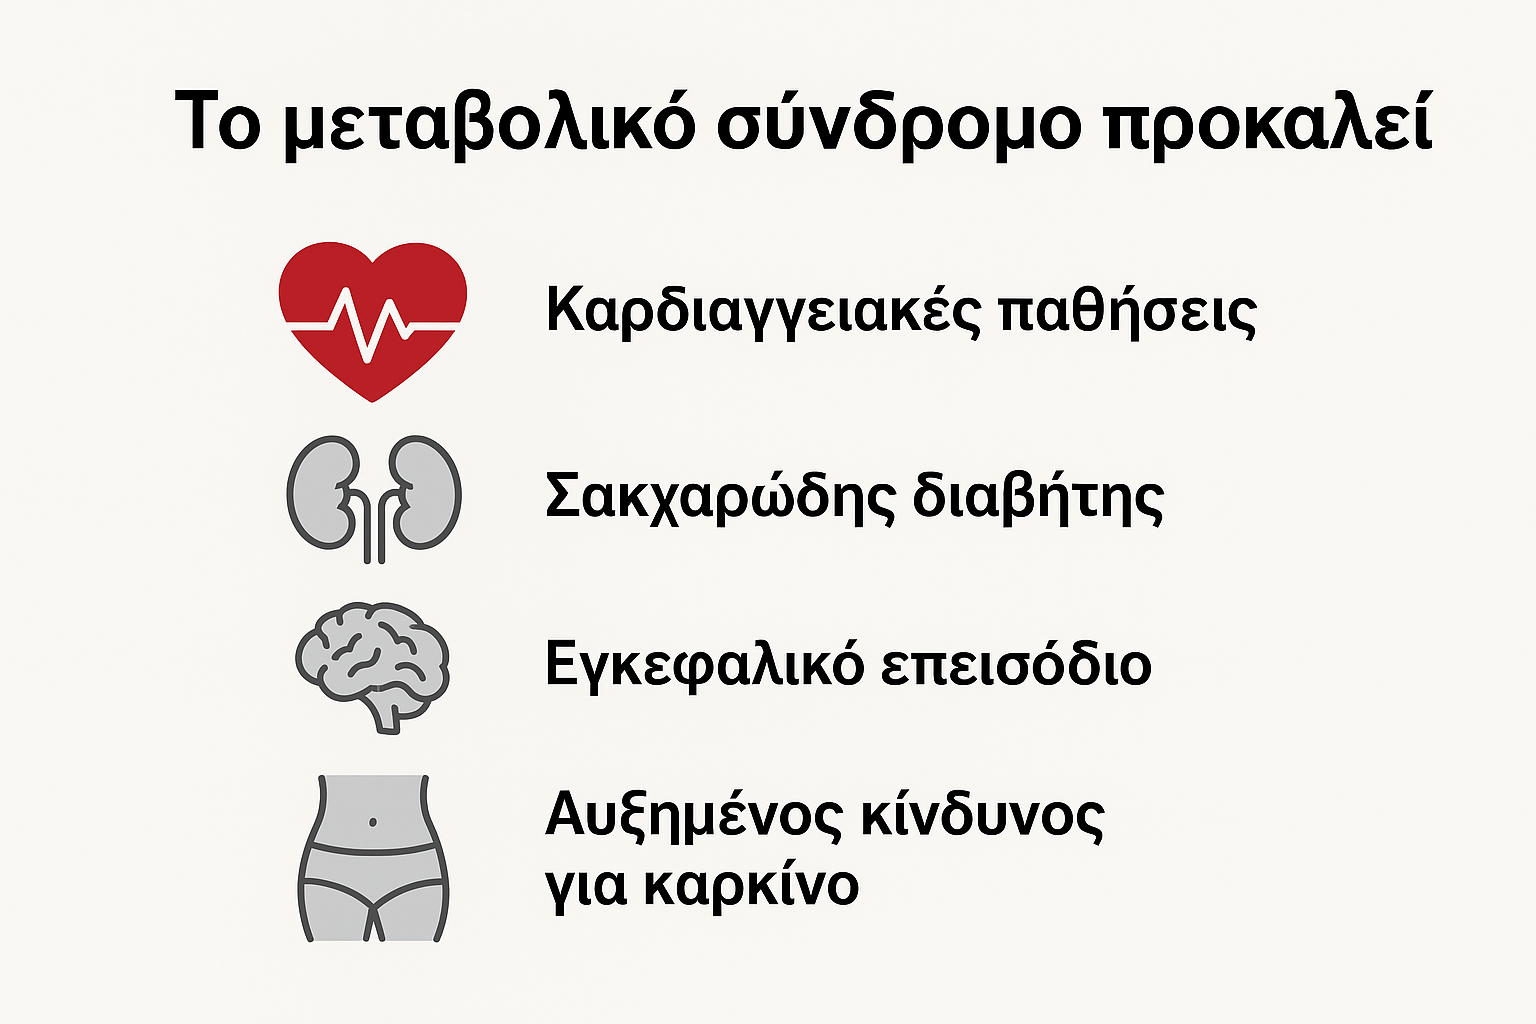 Το μεταβολικό σύνδρομο προκαλεί
Καρδιαγγειακές παθήσεις
Σακχαρώδης διαβήτης
Εγκεφαλικό επεισόδιο
Αυξημένος κίνδυνος
για καρκίνο